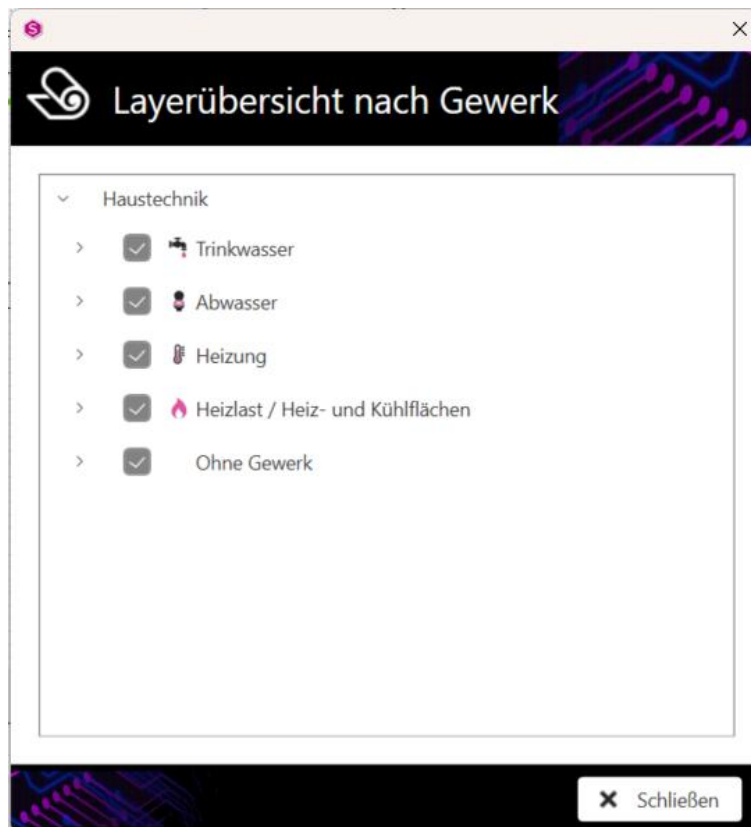 Layerübersicht nach Gewerk
Haustechnik
Trinkwasser
Abwasser
Heizung
Heizlast / Heiz- und Kühlflächen
Ohne Gewerk
Schließen